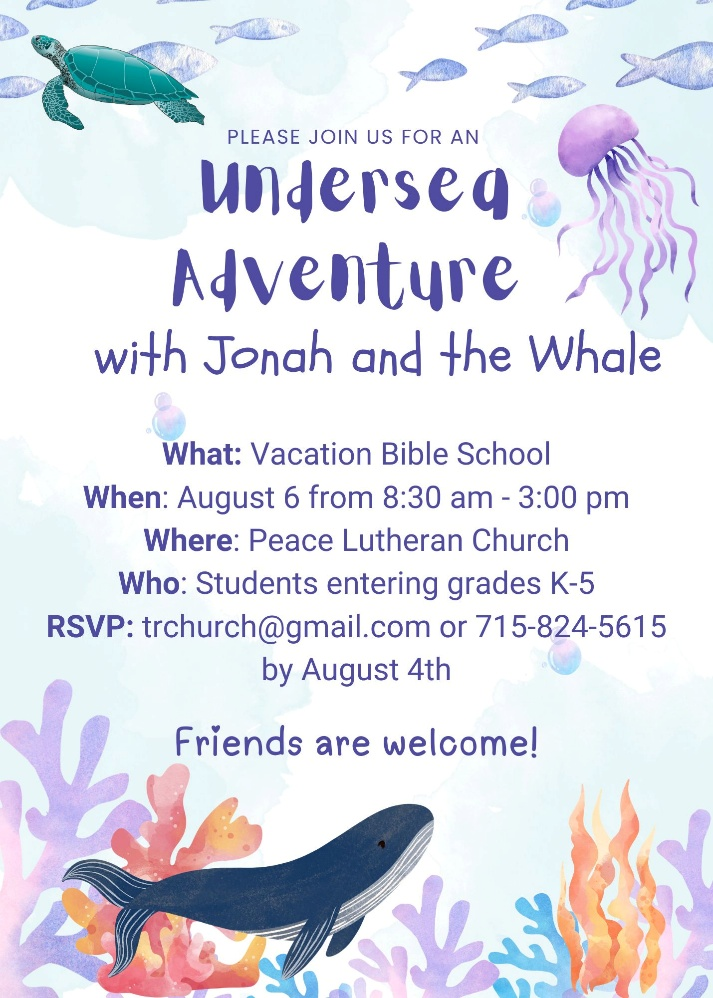 PLEASE JOIN US FOR AN
Undersea
Adventure
with Jonah and the Whale
What: Vacation Bible School
When: August 6 from 8:30 am - 3:00 pm
Where: Peace Lutheran Church
Who: Students entering grades K-5
RSVP: trchurch@gmail.com or 715-824-5615
by August 4th
Friends are welcome!